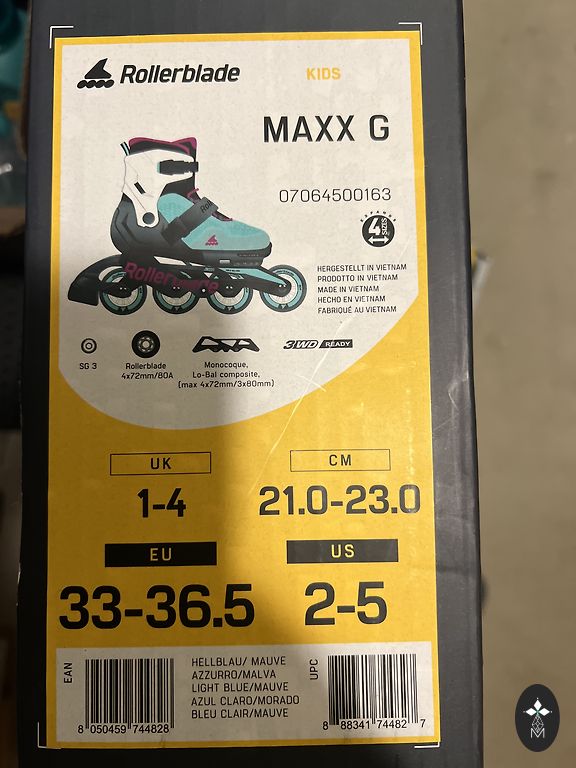 Rollerblade
KIDS
MAXX G
07064500163
EXPANDS
4
SIZES
Rollerblade
HERGESTELLT IN VIETNAM
PRODOTTO IN VIETNAM
MADE IN VIETNAM
HECHO EN VIETNAM
FABRIQUÉ AU VIETNAM
SG 3
Rollerblade
4x72mm/80A
Monocoque,
Lo-Bal composite,
(max 4x72mm/3x80mm)
3WD READY
UK
CM
1-4
21.0-23.0
EU
US
33-36.5
2-5
EAN
8 050459 744828
HELLBLAU/ MAUVE
AZZURRO/MALVA
LIGHT BLUE/MAUVE
AZUL CLARO/MORADO
BLEU CLAIR/MAUVE
UPC
8 88341 74482 7
M